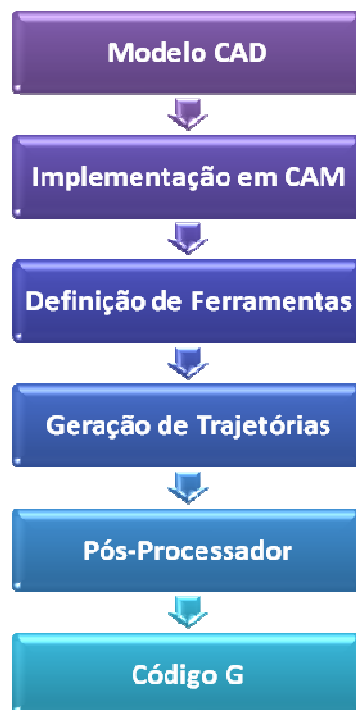 Modelo CAD
Implementação em CAM
Definição de Ferramentas
Geração de Trajetórias
Pós-Processador
Código G